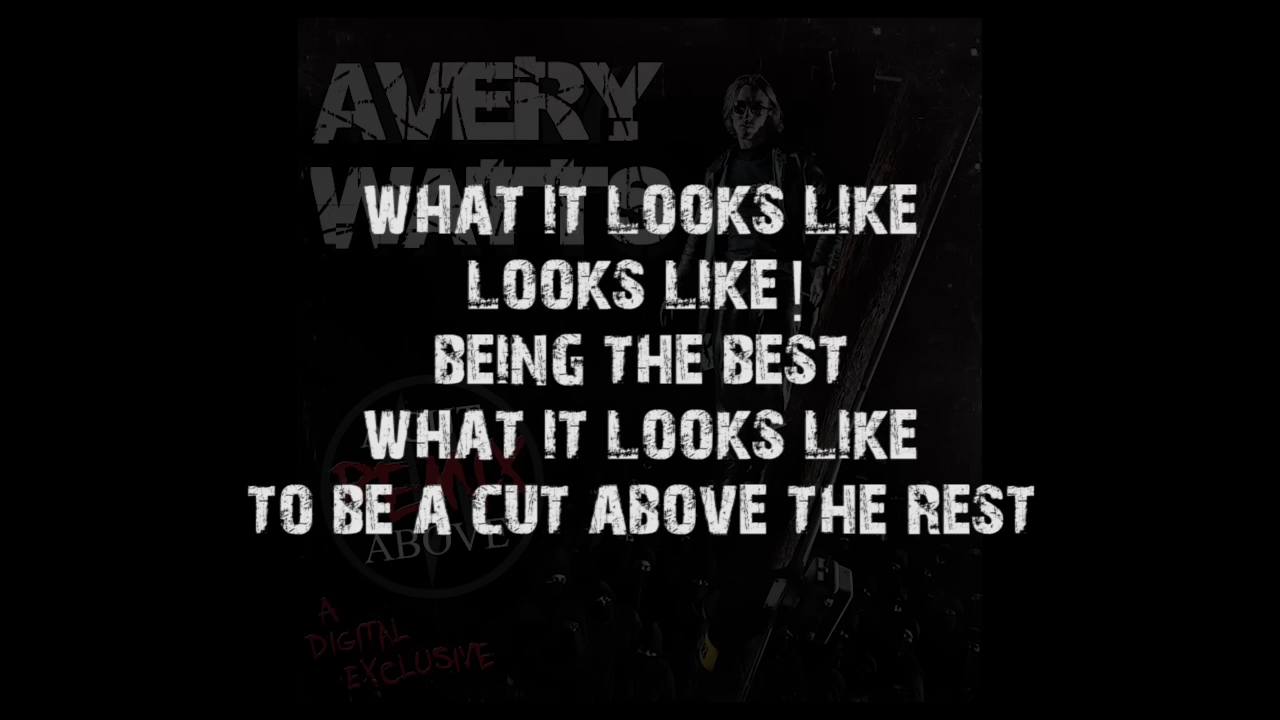 AVERY
WATTS
WHAT IT LOOKS LIKE
LOOKS LIKE!
BEING THE BEST
WHAT IT LOOKS LIKE
TO BE A CUT ABOVE THE REST
A CUT
REMIX
ABOVE
A
DIGITAL
EXCLUSIVE